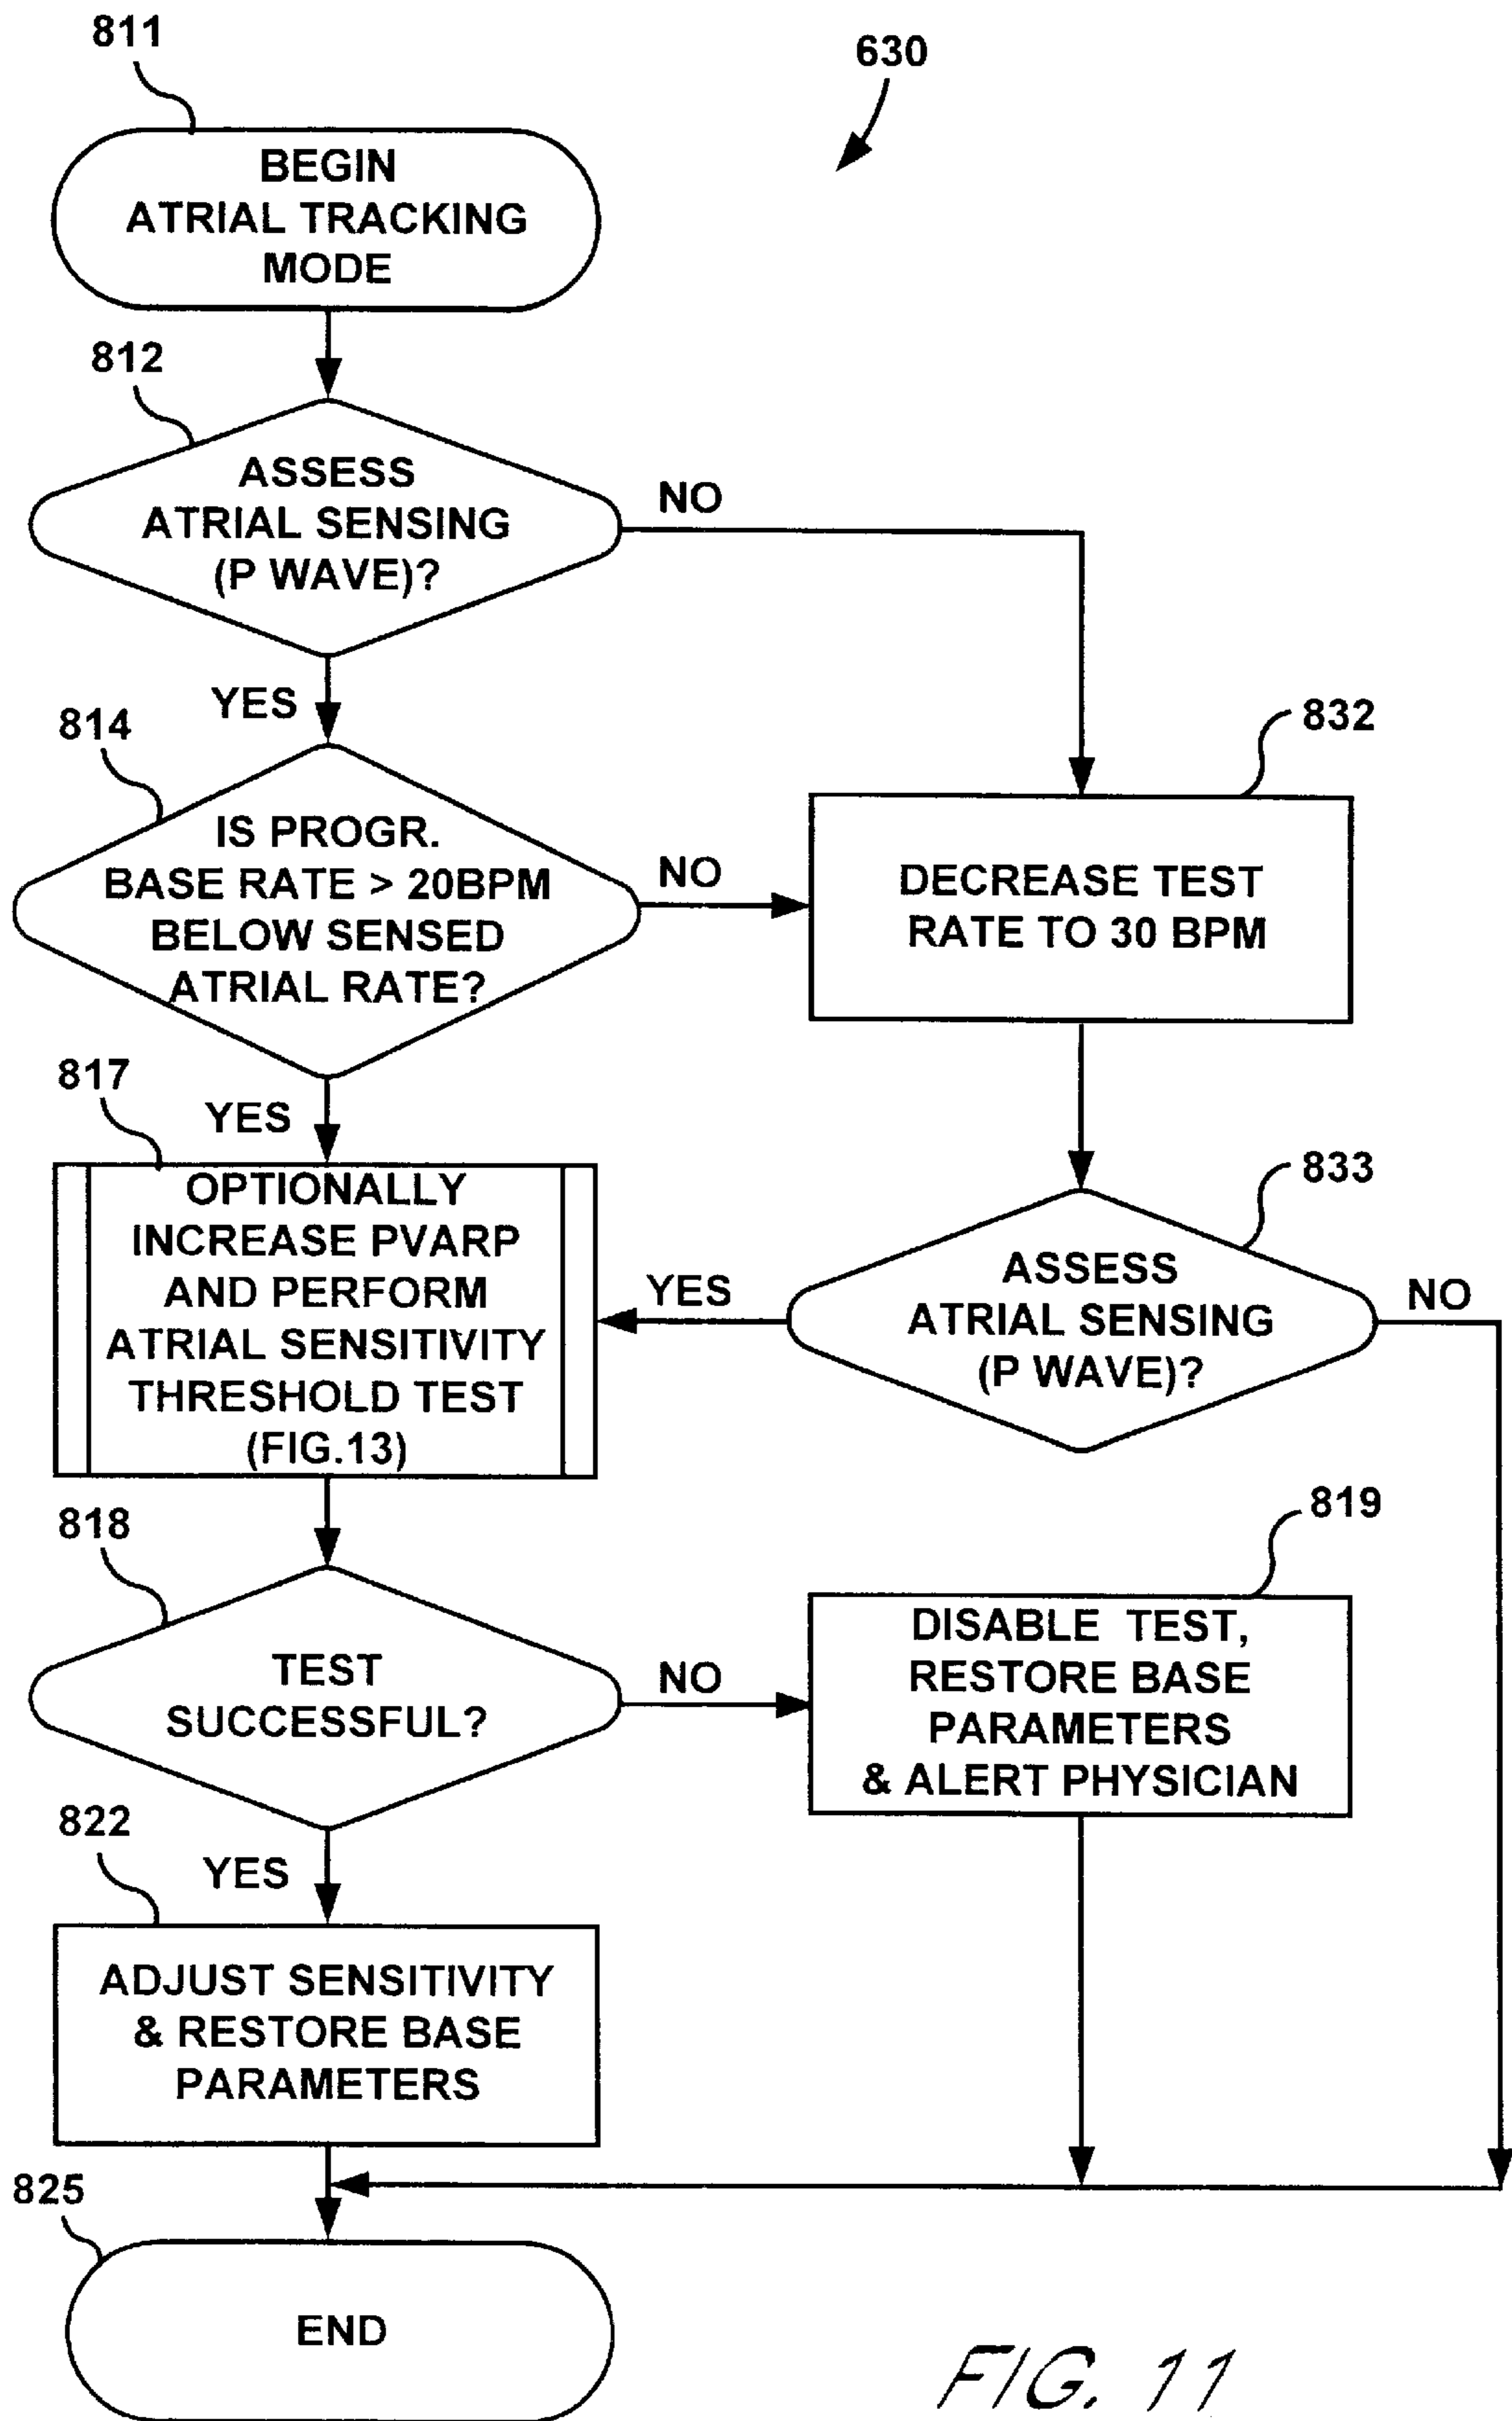 811
630
BEGIN
ATRIAL TRACKING
MODE
812
ASSESS
ATRIAL SENSING
(P WAVE)?
NO
YES
814
832
IS PROGR.
BASE RATE > 20BPM
BELOW SENSED
ATRIAL RATE?
NO
DECREASE TEST
RATE TO 30 BPM
YES
817
833
OPTIONALLY
INCREASE PVARP
AND PERFORM
ATRIAL SENSITIVITY
THRESHOLD TEST
(FIG.13)
YES
ASSESS
ATRIAL SENSING
(P WAVE)?
NO
818
819
TEST
SUCCESSFUL?
NO
DISABLE TEST,
RESTORE BASE
PARAMETERS
& ALERT PHYSICIAN
YES
822
ADJUST SENSITIVITY
& RESTORE BASE
PARAMETERS
825
END
FIG. 11